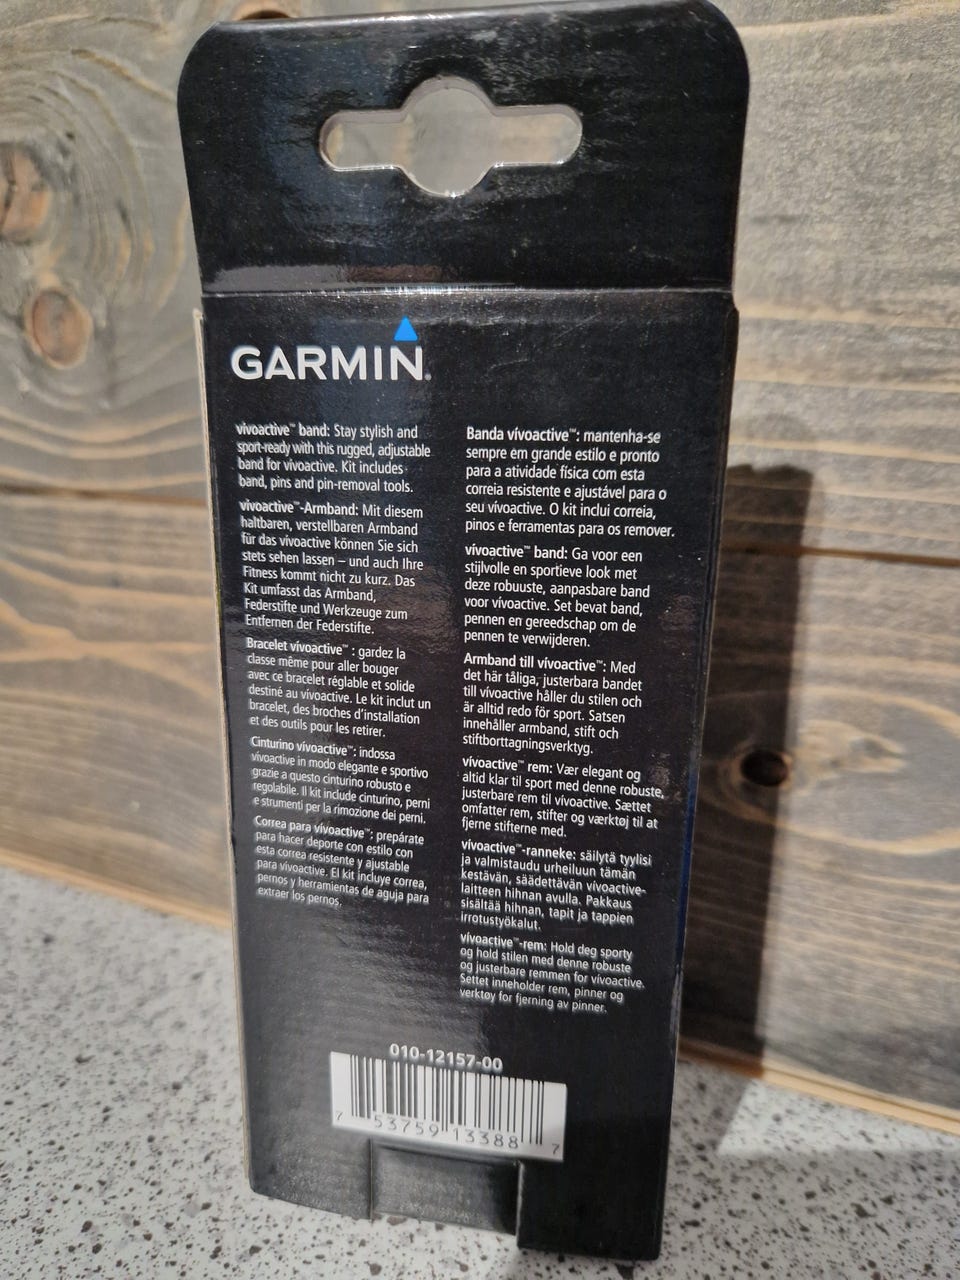 GARMIN®
vívoactive™ band: Stay stylish and
sport-ready with this rugged, adjustable
band for vívoactive. Kit includes
band, pins and pin-removal tools.
vívoactive™-Armband: Mit diesem
haltbaren, verstellbaren Armband
für das vívoactive können Sie sich
stets sehen lassen – und auch Ihre
Fitness kommt nicht zu kurz. Das
Kit umfasst das Armband,
Federstifte und Werkzeuge zum
Entfernen der Federstifte.
Bracelet vívoactive™ : gardez la
classe même pour aller bouger
avec ce bracelet réglable et solide
destiné au vívoactive. Le kit inclut un
bracelet, des broches d'installation
et des outils pour les retirer.
Cinturino vívoactive™: indossa
vívoactive in modo elegante e sportivo
grazie a questo cinturino robusto e
regolabile. Il kit include cinturino, perni
e strumenti per la rimozione dei perni.
Correa para vívoactive™: prepárate
para hacer deporte con estilo con
esta correa resistente y ajustable
para vívoactive. El kit incluye correa,
pernos y herramientas de aguja para
extraer los pernos.
Banda vívoactive™: mantenha-se
sempre em grande estilo e pronto
para a atividade física com esta
correia resistente e ajustável para o
seu vívoactive. O kit inclui correia,
pinos e ferramentas para os remover.
vívoactive™ band: Ga voor een
stijlvolle en sportieve look met
deze robuuste, aanpasbare band
voor vívoactive. Set bevat band,
pennen en gereedschap om de
pennen te verwijderen.
Armband till vívoactive™: Med
det här tåliga, justerbara bandet
till vívoactive håller du stilen och
är alltid redo för sport. Satsen
innehåller armband, stift och
stiftborttagningsverktyg.
vívoactive™ rem: Vær elegant og
altid klar til sport med denne robuste,
justerbare rem til vívoactive. Sættet
omfatter rem, stifter og værktøj til at
fjerne stifterne med.
vívoactive™-ranneke: säilytä tyylisi
ja valmistaudu urheiluun tämän
kestävän, säädettävän vívoactive-
laitteen hihnan avulla. Pakkaus
sisältää hihnan, tapit ja tappien
irrotustyökalut.
vívoactive™-rem: Hold deg sporty
og hold stilen med denne robuste
og justerbare remmen for vívoactive.
Settet inneholder rem, pinner og
verktøy for fjerning av pinner.
010-12157-00
7 53759 13388 7